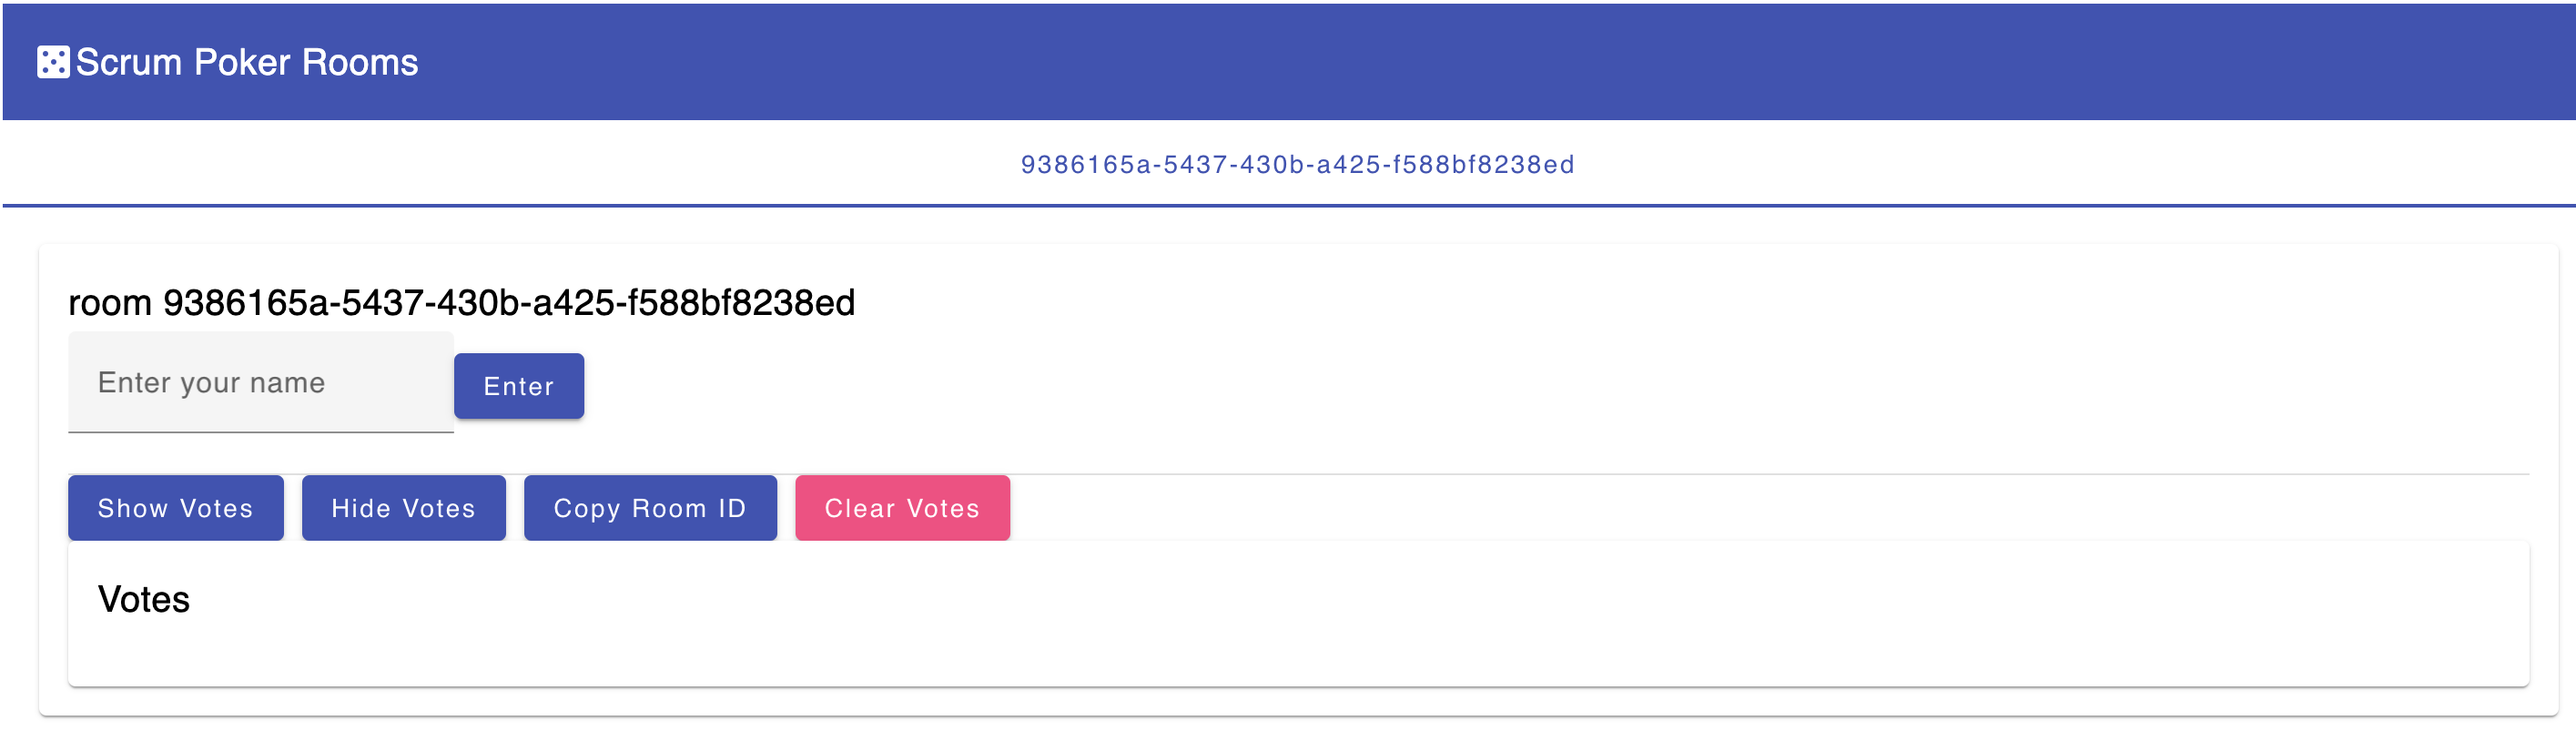 Scrum Poker Rooms
9386165a-5437-430b-a425-f588bf8238ed
room 9386165a-5437-430b-a425-f588bf8238ed
Enter your name Enter
Show Votes Hide Votes Copy Room ID Clear Votes
Votes